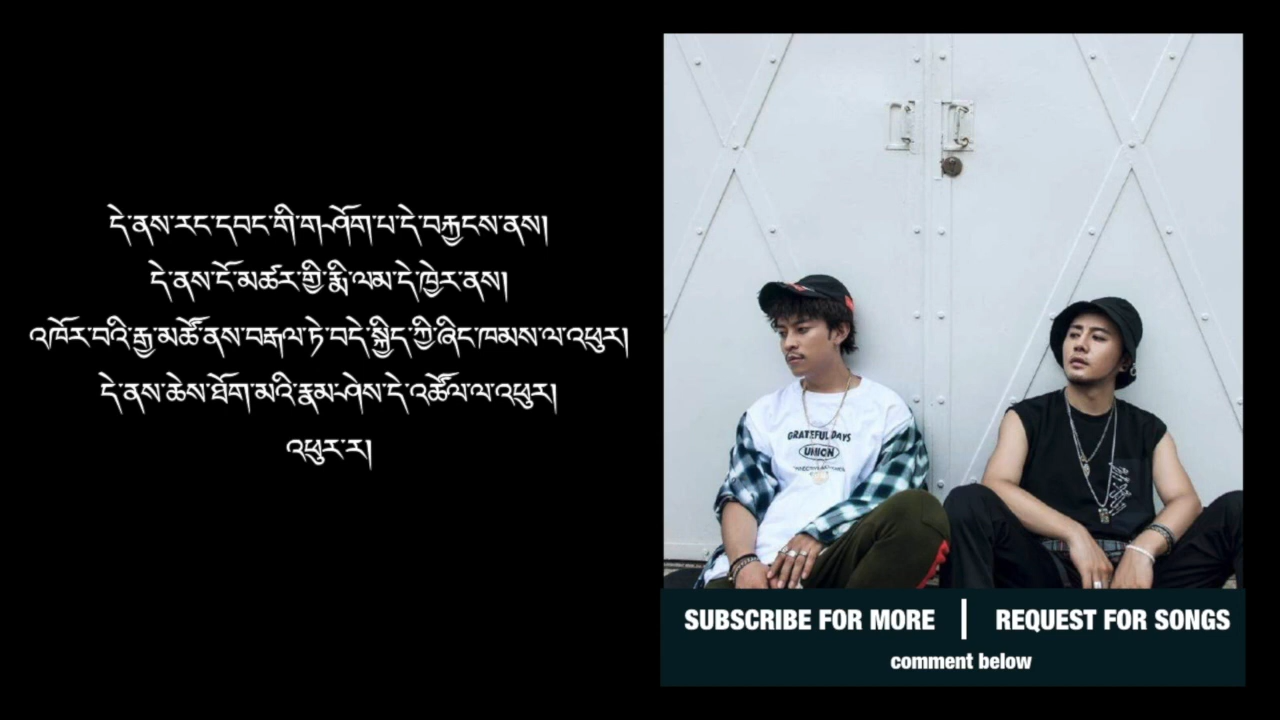 དེ་ནས་རང་དབང་གི་གཤོག་པ་དེ་བརྐྱངས་ནས།
དེ་ནས་ངོ་མཚར་གྱི་རྨི་ལམ་དེ་ཁྱེར་ནས།
འཁོར་བའི་རྒྱ་མཚོ་ནས་བརྒལ་ཏེ་བདེ་སྐྱིད་ཀྱི་ཞིང་ཁམས་ལ་འཕུར།
དེ་ནས་ཆེས་ཐོག་མའི་རྣམ་ཤེས་དེ་འཚོལ་ལ་འཕུར།
འཕུར་ར།
GRATEFUL DAYS
UNION
SUBSCRIBE FOR MORE | REQUEST FOR SONGS
comment below